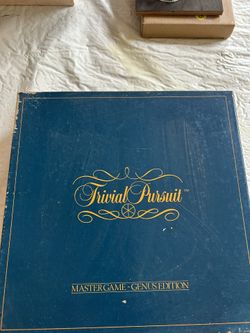 Trivial Pursuit™
MASTER GAME - GENUS EDITION